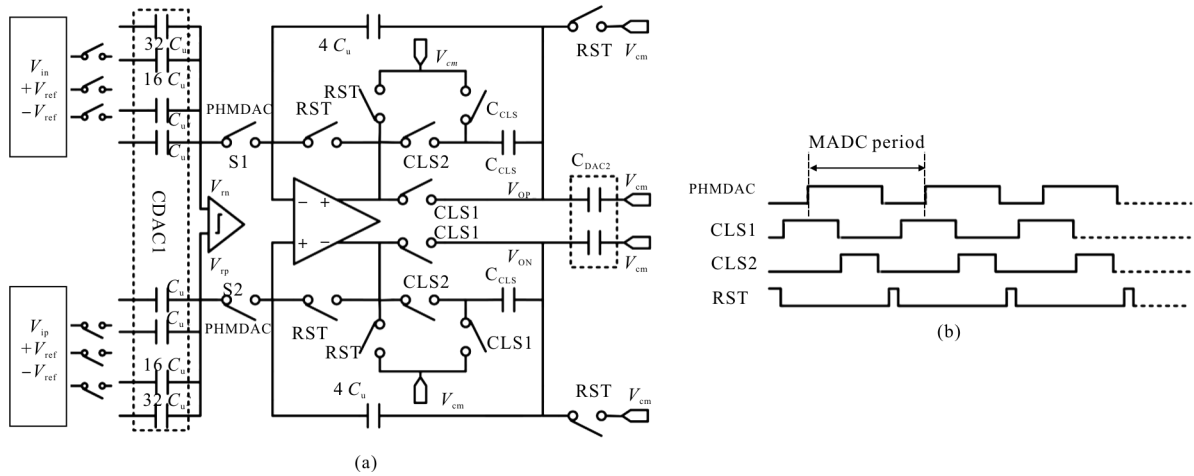 32 C_u
16 C_u
C_u
C_u
V_in
+V_ref
−V_ref
CDAC1
PHMDAC
S1
V_rn
V_rp
S2
PHMDAC
C_u
C_u
16 C_u
32 C_u
V_ip
+V_ref
−V_ref
4 C_u
V_cm
RST
V_cm
RST
RST
C_CLS
CLS2
C_CLS
C_DAC2
V_cm
V_OP
CLS1
CLS1
V_ON
V_cm
− +
+ −
CLS2
C_CLS
RST
RST
CLS1
4 C_u
V_cm
RST
V_cm
(a)
MADC period
PHMDAC
CLS1
CLS2
RST
(b)